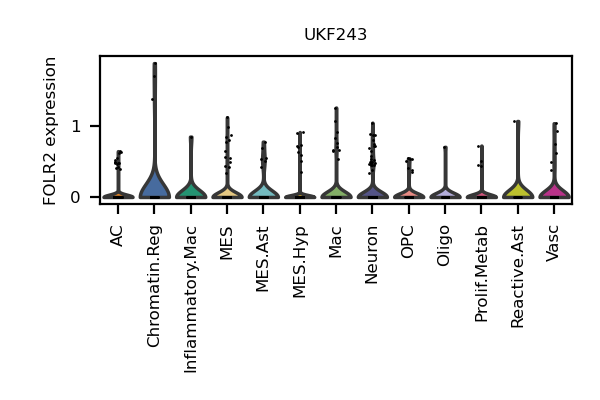 UKF243
FOLR2 expression
1
0
AC
Chromatin.Reg
Inflammatory.Mac
MES
MES.Ast
MES.Hyp
Mac
Neuron
OPC
Oligo
Prolif.Metab
Reactive.Ast
Vasc